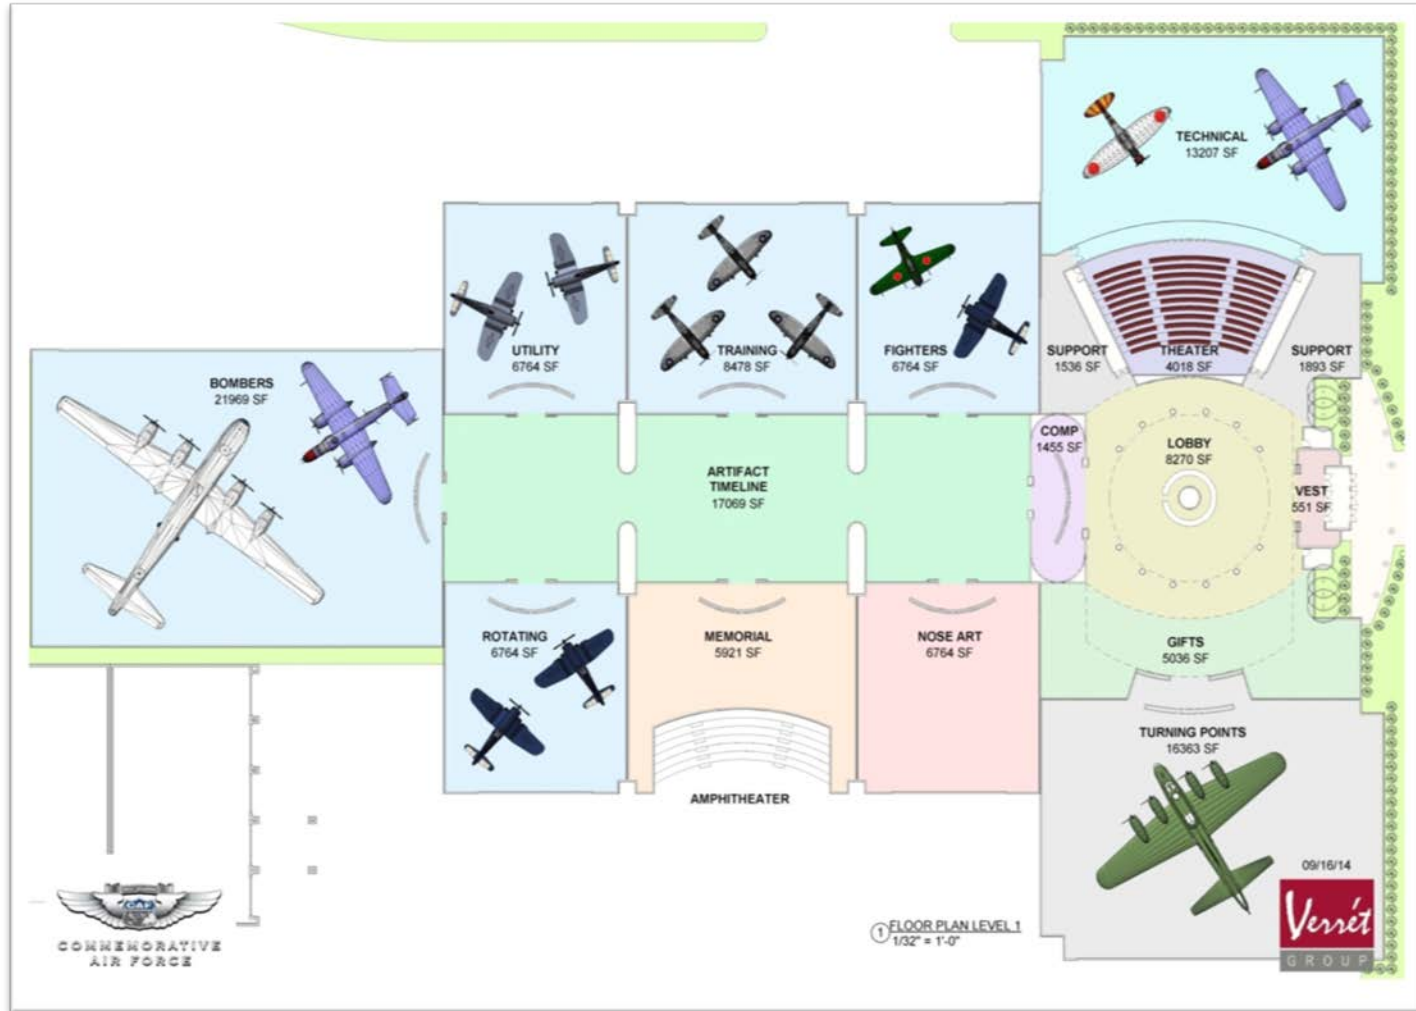 TECHNICAL
13207 SF
UTILITY
6764 SF
TRAINING
8478 SF
FIGHTERS
6764 SF
SUPPORT
1536 SF
THEATER
4018 SF
SUPPORT
1893 SF
BOMBERS
21969 SF
ARTIFACT
TIMELINE
17069 SF
COMP
1455 SF
LOBBY
8270 SF
VEST
551 SF
ROTATING
6764 SF
MEMORIAL
5921 SF
NOSE ART
6764 SF
GIFTS
5036 SF
TURNING POINTS
16363 SF
AMPHITHEATER
09/16/14
Verrét
GROUP
1 FLOOR PLAN LEVEL 1
1/32" = 1'-0"
COMMEMORATIVE
AIR FORCE